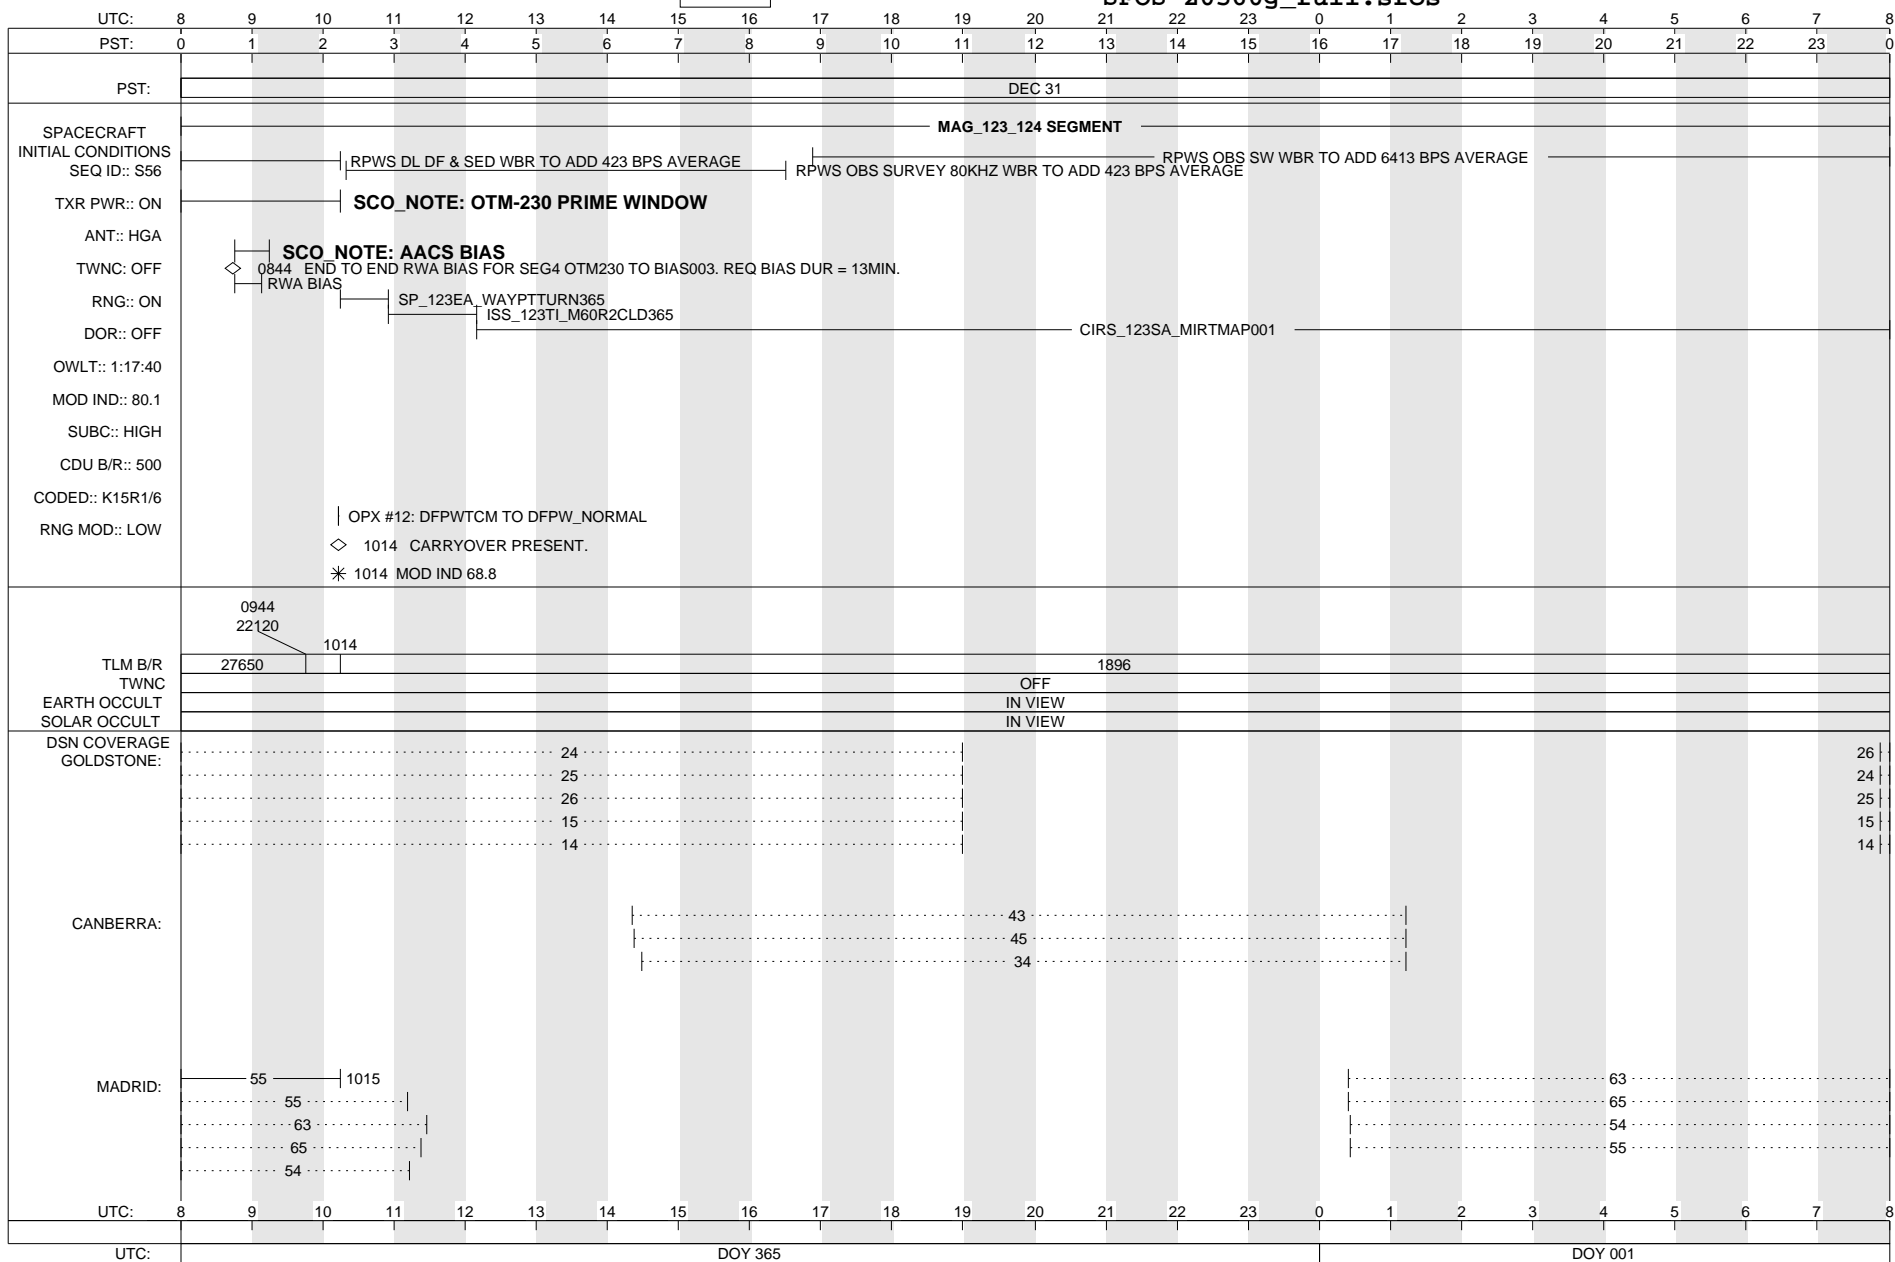 UTC: 8 9 10 11 12 13 14 15 16 17 18 19 20 21 22 23 0 1 2 3 4 5 6 7 8
PST: 0 1 2 3 4 5 6 7 8 9 10 11 12 13 14 15 16 17 18 19 20 21 22 23 0
PST: DEC 31
SPACECRAFT
INITIAL CONDITIONS
SEQ ID:: S56
TXR PWR:: ON
ANT:: HGA
TWNC: OFF
RNG:: ON
DOR:: OFF
OWLT:: 1:17:40
MOD IND:: 80.1
SUBC:: HIGH
CDU B/R:: 500
CODED:: K15R1/6
RNG MOD:: LOW
MAG_123_124 SEGMENT
RPWS DL DF & SED WBR TO ADD 423 BPS AVERAGE
RPWS OBS SW WBR TO ADD 6413 BPS AVERAGE
RPWS OBS SURVEY 80KHZ WBR TO ADD 423 BPS AVERAGE
SCO_NOTE: OTM-230 PRIME WINDOW
SCO_NOTE: AACS BIAS
0844 END TO END RWA BIAS FOR SEG4 OTM230 TO BIAS003. REQ BIAS DUR = 13MIN.
RWA BIAS
SP_123EA_WAYPTTURN365
ISS_123TI_M60R2CLD365
CIRS_123SA_MIRTMAP001
OPX #12: DFPWTCM TO DFPW_NORMAL
1014 CARRYOVER PRESENT.
1014 MOD IND 68.8
0944
22120
1014
TLM B/R 27650 1896
TWNC OFF
EARTH OCCULT IN VIEW
SOLAR OCCULT IN VIEW
DSN COVERAGE
GOLDSTONE:
24 26
25 24
26 25
15 15
14 14
CANBERRA:
43
45
34
MADRID:
55 1015 63
55 65
63 54
65 55
54
UTC: 8 9 10 11 12 13 14 15 16 17 18 19 20 21 22 23 0 1 2 3 4 5 6 7 8
UTC: DOY 365 DOY 001